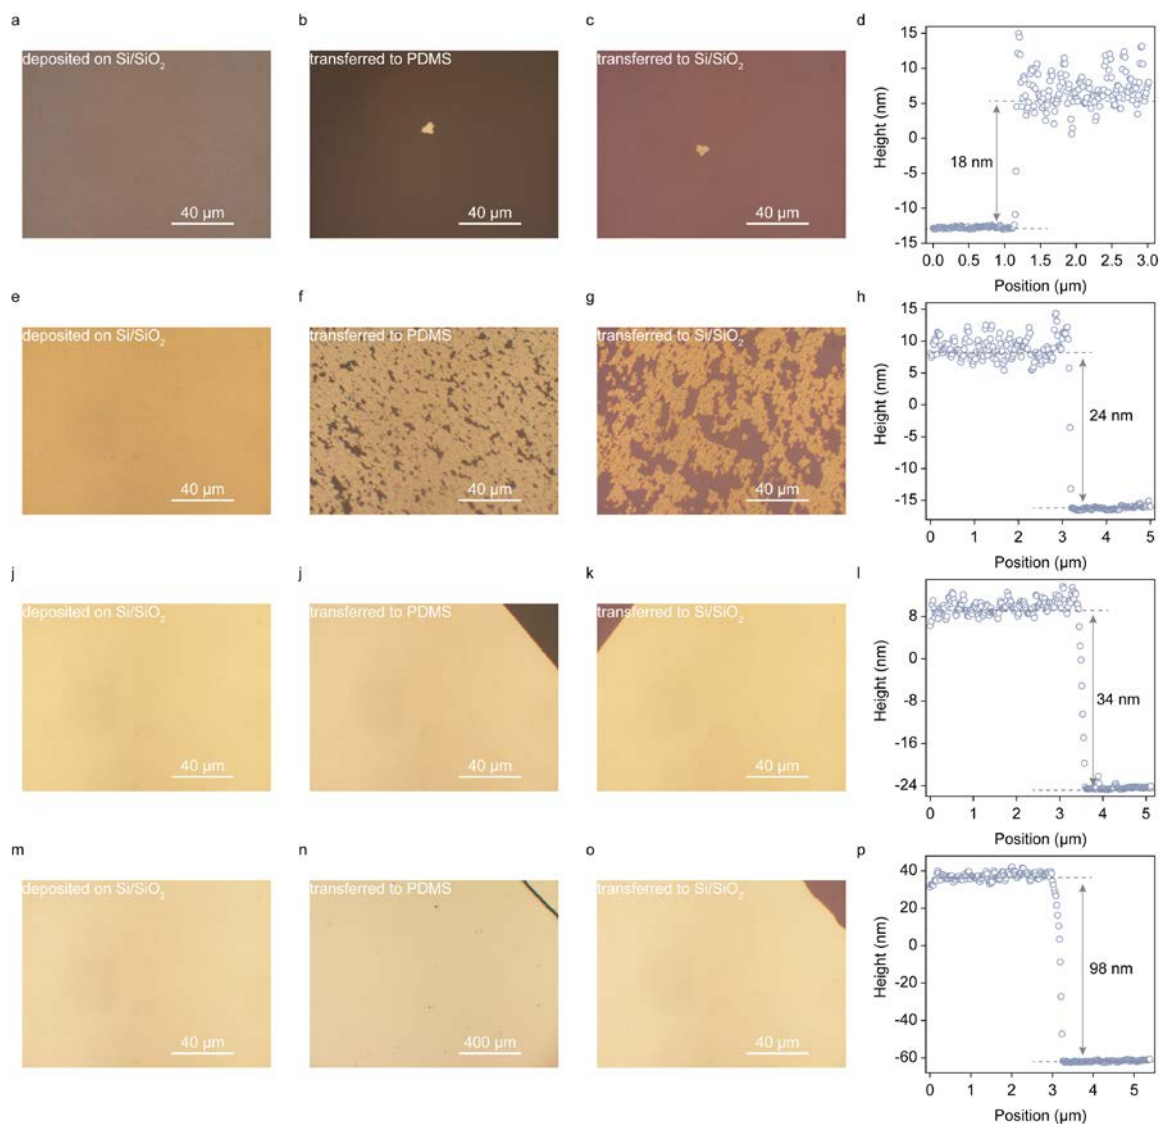 a
b
c
d
deposited on Si/SiO₂
transferred to PDMS
transferred to Si/SiO₂
40 µm
40 µm
40 µm
15
10
5
0
-5
-10
-15
Height (nm)
18 nm
0.0 0.5 1.0 1.5 2.0 2.5 3.0
Position (µm)
e
f
g
h
deposited on Si/SiO₂
transferred to PDMS
transferred to Si/SiO₂
40 µm
40 µm
40 µm
15
10
5
0
-5
-10
-15
Height (nm)
24 nm
0 1 2 3 4 5
Position (µm)
j
j
k
l
deposited on Si/SiO₂
transferred to PDMS
transferred to Si/SiO₂
40 µm
40 µm
40 µm
8
0
-8
-16
-24
Height (nm)
34 nm
0 1 2 3 4 5
Position (µm)
m
n
o
p
deposited on Si/SiO₂
transferred to PDMS
transferred to Si/SiO₂
40 µm
400 µm
40 µm
40
20
0
-20
-40
-60
Height (nm)
98 nm
0 1 2 3 4 5
Position (µm)